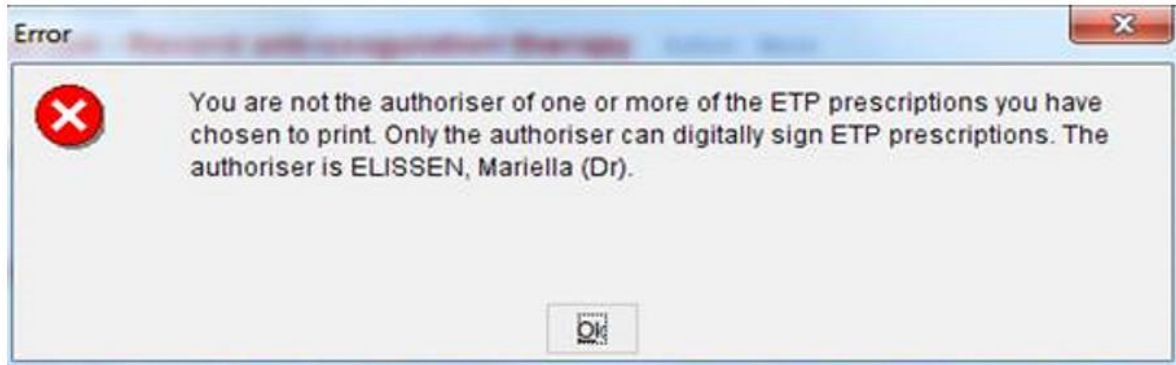 Error
You are not the authoriser of one or more of the ETP prescriptions you have
chosen to print. Only the authoriser can digitally sign ETP prescriptions. The
authoriser is ELISSEN, Mariella (Dr).
Ok